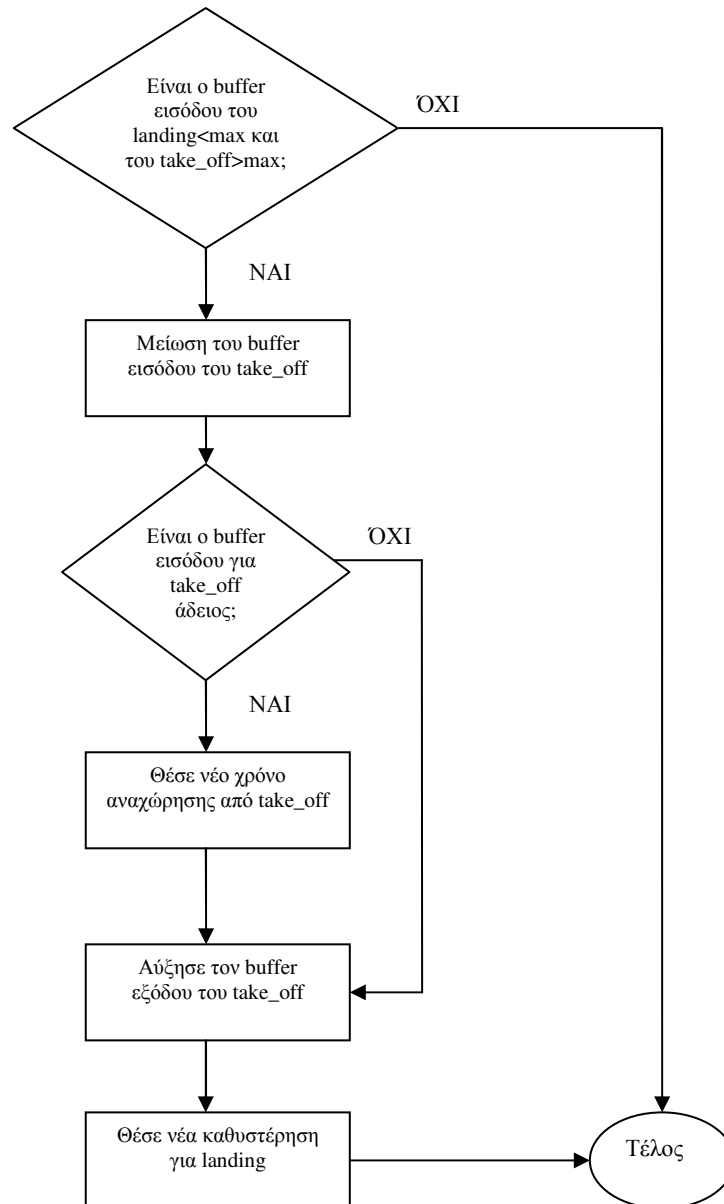 Είναι ο buffer
εισόδου του
landing<max και
του take_off>max;
ΌΧΙ
ΝΑΙ
Μείωση του buffer
εισόδου του take_off
Είναι ο buffer
εισόδου για
take_off
άδειος;
ΌΧΙ
ΝΑΙ
Θέσε νέο χρόνο
αναχώρησης από take_off
Αύξησε τον buffer
εξόδου του take_off
Θέσε νέα καθυστέρηση
για landing
Τέλος